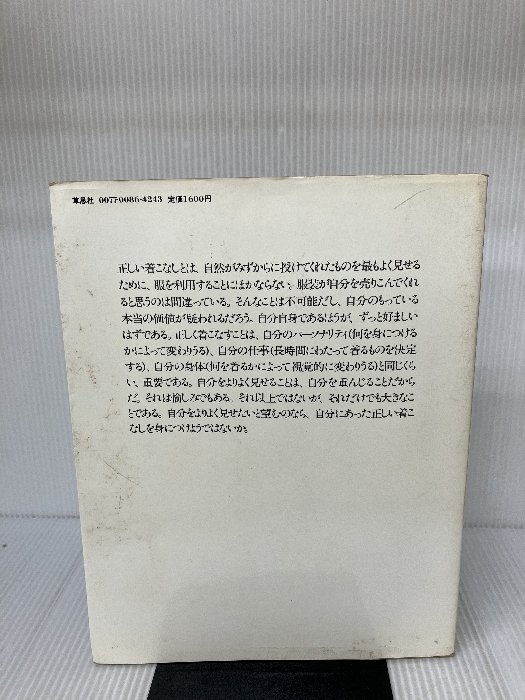 草思社 0077-0086-4243 定価1600円
正しい着こなしとは、自然がみずからに授けてくれたものを最もよく見せる
ために、服を利用することにほかならない。服装が自分を売りこんでくれ
ると思うのは間違っている。そんなことは不可能だし、自分のもっている
本当の価値が疑われるだろう。自分自身であるほうが、ずっと好ましい
はずである。正しく着こなすことは、自分のパーソナリティ(何を身につける
かによって変わりうる)、自分の仕事(長時間にわたって着るものを決定
する)、自分の身体(何を着るかによって視覚的に変わりうる)と同じくら
い、重要である。自分をよりよく見せることは、自分を重んじることだから
だ。それは愉しみでもある。それ以上ではないが、それだけでも大きなこ
とである。自分をよりよく見せたいと望むのなら、自分にあった正しい着こ
なしを身につけようではないか。